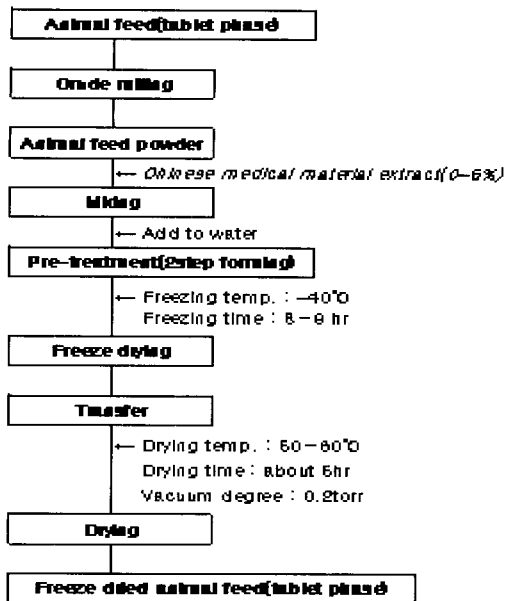 Animal feed(tablet phase)
Crude milling
Animal feed powder
← Chinese medical material extract(0-6%)
Mixing
← Add to water
Pre-treatment(2step forming)
← Freezing temp. : -40℃
Freezing time : 8-9 hr
Freeze drying
Transfer
← Drying temp. : 50-60℃
Drying time : about 5hr
Vacuum degree : 0.2torr
Drying
Freeze dried animal feed(tablet phase)